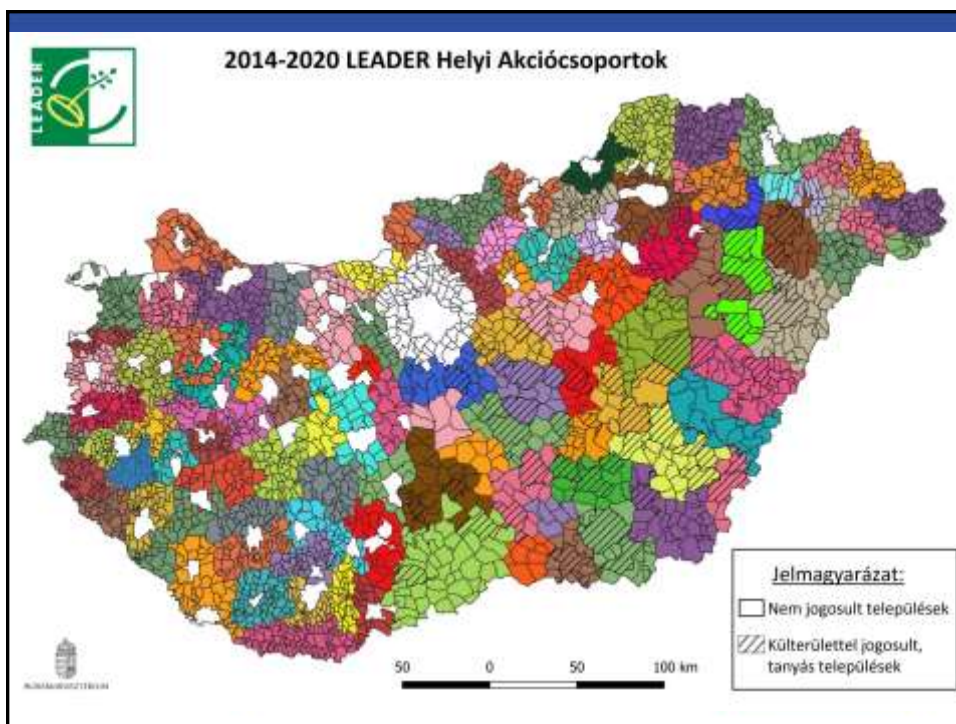 2014-2020 LEADER Helyi Akciócsoportok
LEADER
Jelmagyarázat:
Nem jogosult települések
Külterülettel jogosult,
tanyás települések
50 0 50 100 km